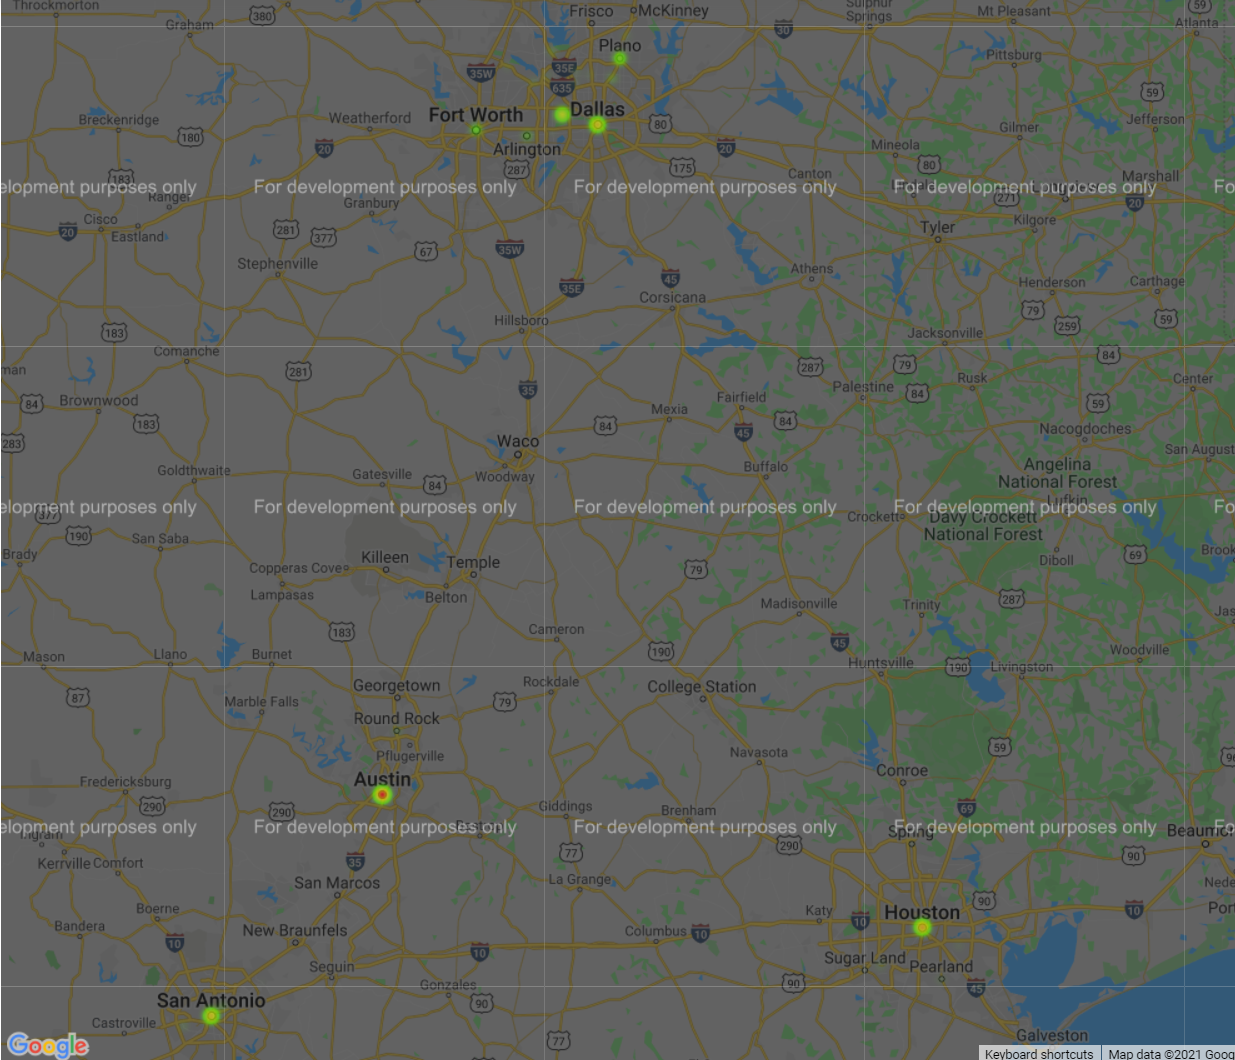 Throckmorton
380
Frisco
McKinney
Sulphur
Springs
Mt Pleasant
59
Atlanta
Graham
30
Plano
Pittsburg
35W
35E
635
59
Breckenridge
180
Weatherford
Fort Worth
Dallas
80
Gilmer
Jefferson
20
Arlington
287
175
20
Mineola
80
183
Canton
Marshall
elopment purposes only
For development purposes only
For development purposes only
For development purposes only
Fo
Ranger
Granbury
271
20
Cisco
Eastland
20
281
377
67
35W
Tyler
Kilgore
Stephenville
35E
45
Athens
Henderson
Carthage
Corsicana
79
259
59
183
Hillsboro
Jacksonville
Comanche
man
281
287
79
84
84
Brownwood
183
35
Fairfield
Palestine
84
Rusk
Center
59
283
84
Mexia
84
45
Nacogdoches
Waco
Woodway
San August
Goldthwaite
Gatesville
84
Buffalo
Angelina
National Forest
Lufkin
elopment purposes only
For development purposes only
For development purposes only
For development purposes only
Fo
377
190
San Saba
Crockett
Davy Crockett
National Forest
Brady
Killeen
Temple
Copperas Cove
79
Diboll
69
Brook
Lampasas
Belton
Madisonville
Trinity
287
Jas
183
Cameron
190
45
Mason
Llano
Burnet
Huntsville
190
Livingston
Woodville
87
Marble Falls
Georgetown
Rockdale
79
College Station
Round Rock
Pflugerville
Navasota
59
96
Fredericksburg
290
Austin
290
Conroe
Giddings
Brenham
69
elopment purposes only
For development purposes only
For development purposes only
For development purposes only
Fo
Ingram
Bastrop
Spring
Beaumon
Kerrville
Comfort
35
77
290
90
San Marcos
La Grange
Nede
Boerne
Katy
Houston
90
10
Port
Bandera
10
New Braunfels
10
Columbus
10
10
Seguin
Sugar Land
Pearland
Gonzales
90
90
45
San Antonio
Castroville
77
Galveston
Google
Keyboard shortcuts
Map data ©2021 Goog